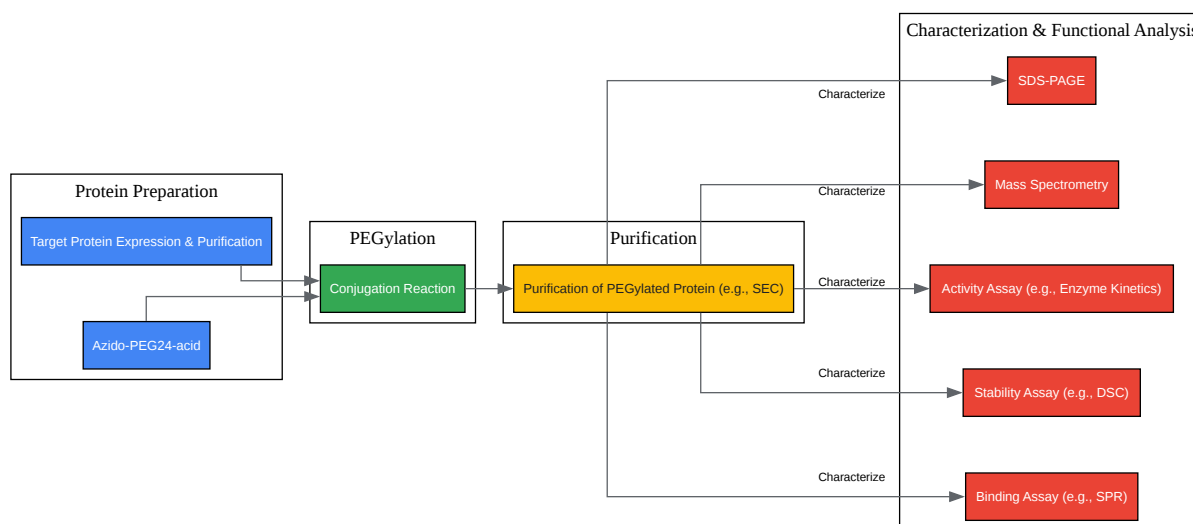 Protein Preparation
Target Protein Expression & Purification
Azido-PEG24-acid
PEGylation
Conjugation Reaction
Purification
Purification of PEGylated Protein (e.g., SEC)
Characterize
Characterize
Characterize
Characterize
Characterize
Characterization & Functional Analysis
SDS-PAGE
Mass Spectrometry
Activity Assay (e.g., Enzyme Kinetics)
Stability Assay (e.g., DSC)
Binding Assay (e.g., SPR)